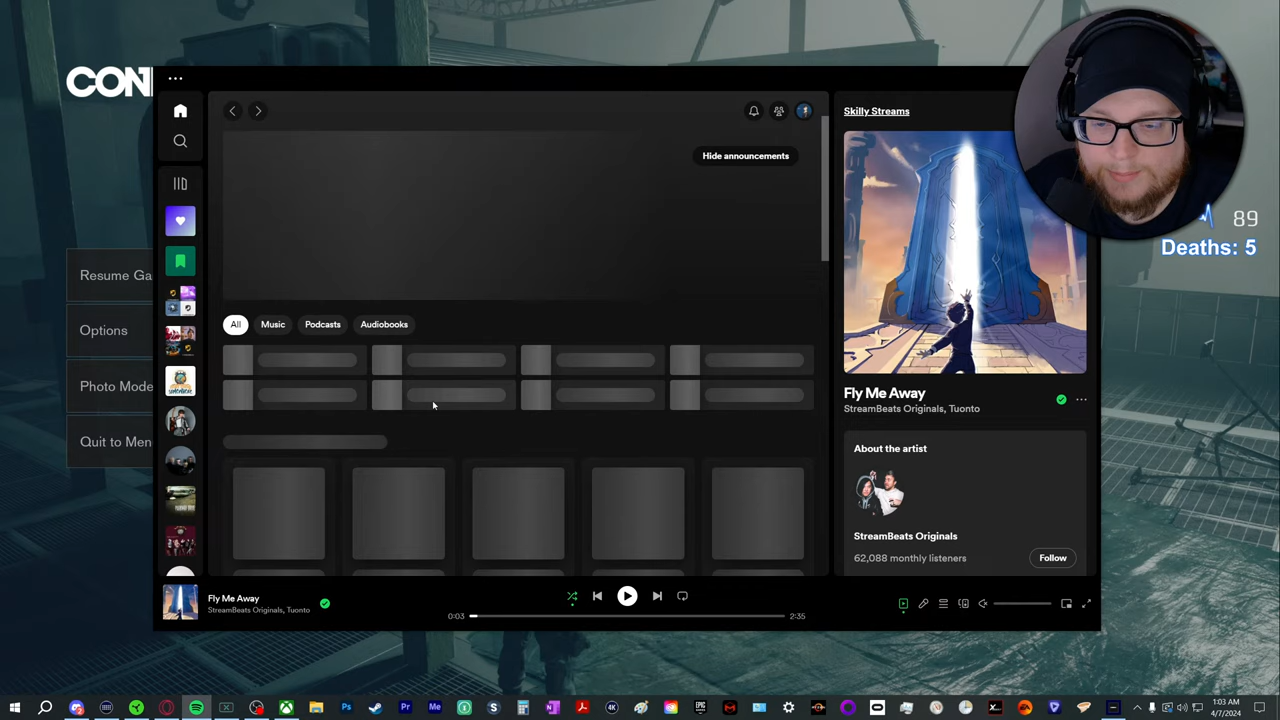 CON
Skilly Streams
Hide announcements
89
Deaths: 5
Resume Ga
Options
Photo Mode
Quit to Men
All
Music
Podcasts
Audiobooks
Fly Me Away
StreamBeats Originals, Tuonto
About the artist
StreamBeats Originals
62,088 monthly listeners
Follow
Fly Me Away
StreamBeats Originals, Tuonto
0:03
2:35
1:03 AM
4/7/2024